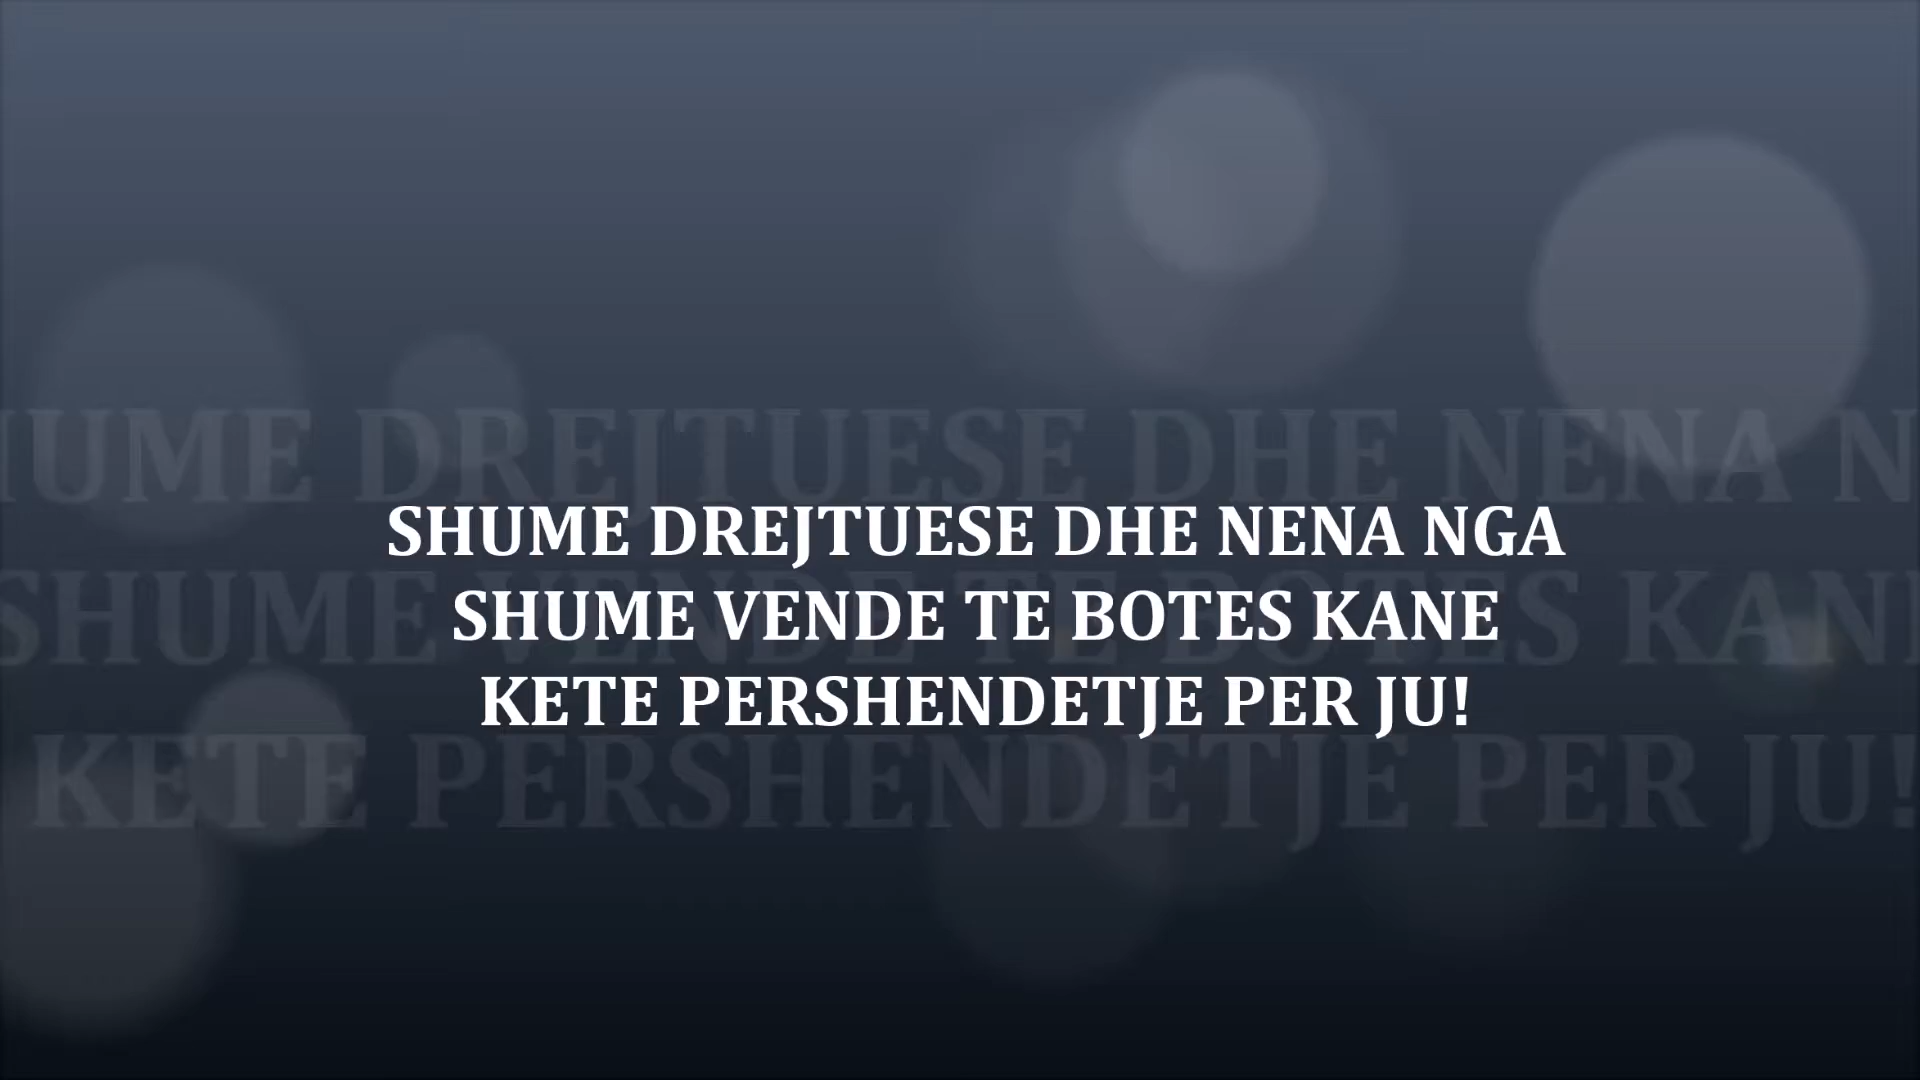 SHUME DREJTUESE DHE NENA NGA
SHUME VENDE TE BOTES KANE
KETE PERSHENDETJE PER JU!